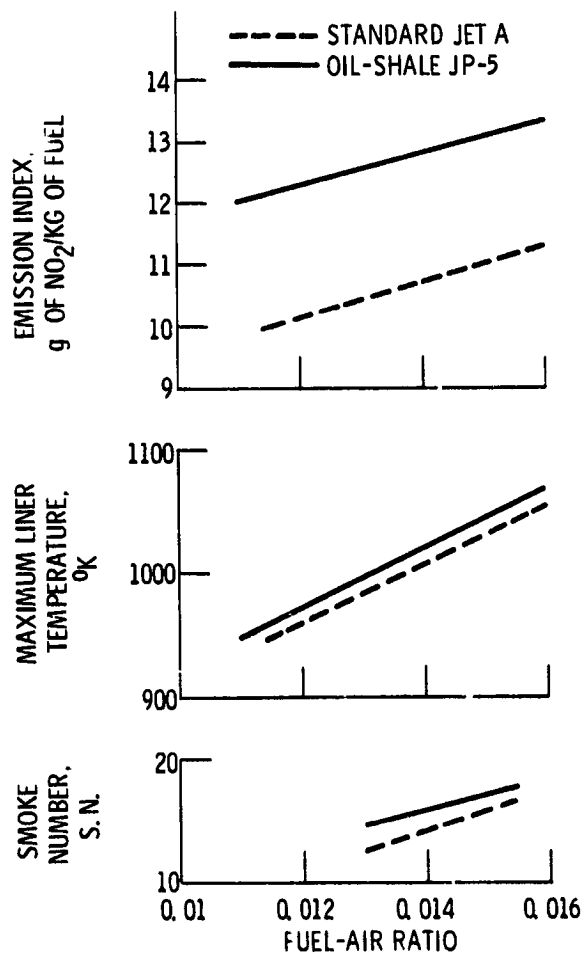 STANDARD JET A
OIL-SHALE JP-5
EMISSION INDEX,
g OF NO2/KG OF FUEL
14
13
12
11
10
9
MAXIMUM LINER
TEMPERATURE,
°K
1100
1000
900
SMOKE
NUMBER,
S. N.
20
10
0.01 0.012 0.014 0.016
FUEL-AIR RATIO